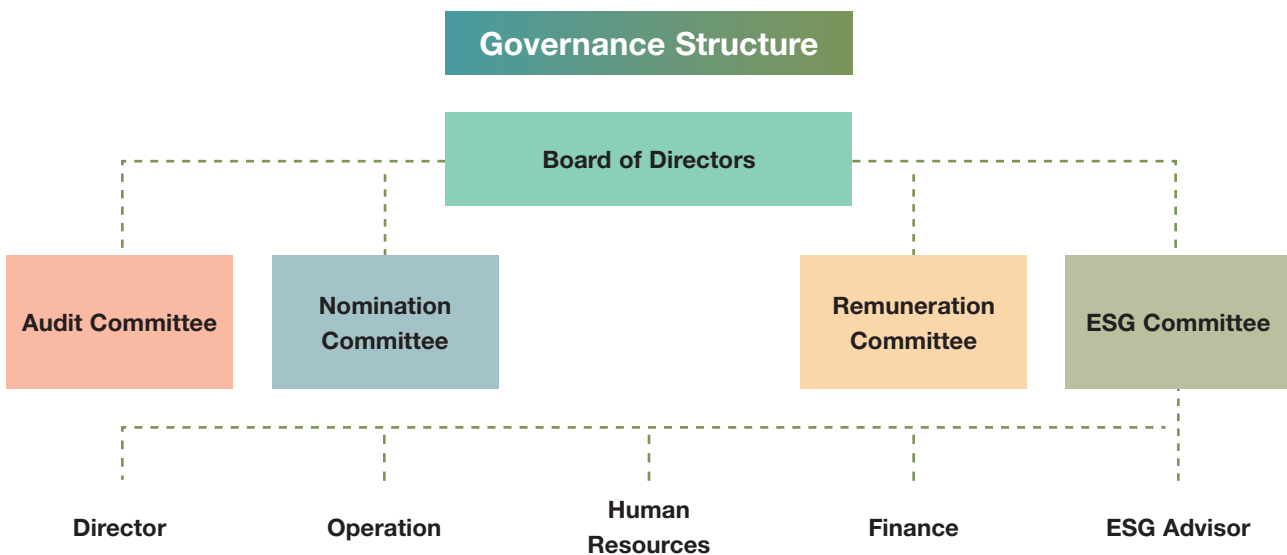 Governance Structure
Board of Directors
Audit Committee
Nomination
Committee
Remuneration
Committee
ESG Committee
Director
Operation
Human
Resources
Finance
ESG Advisor